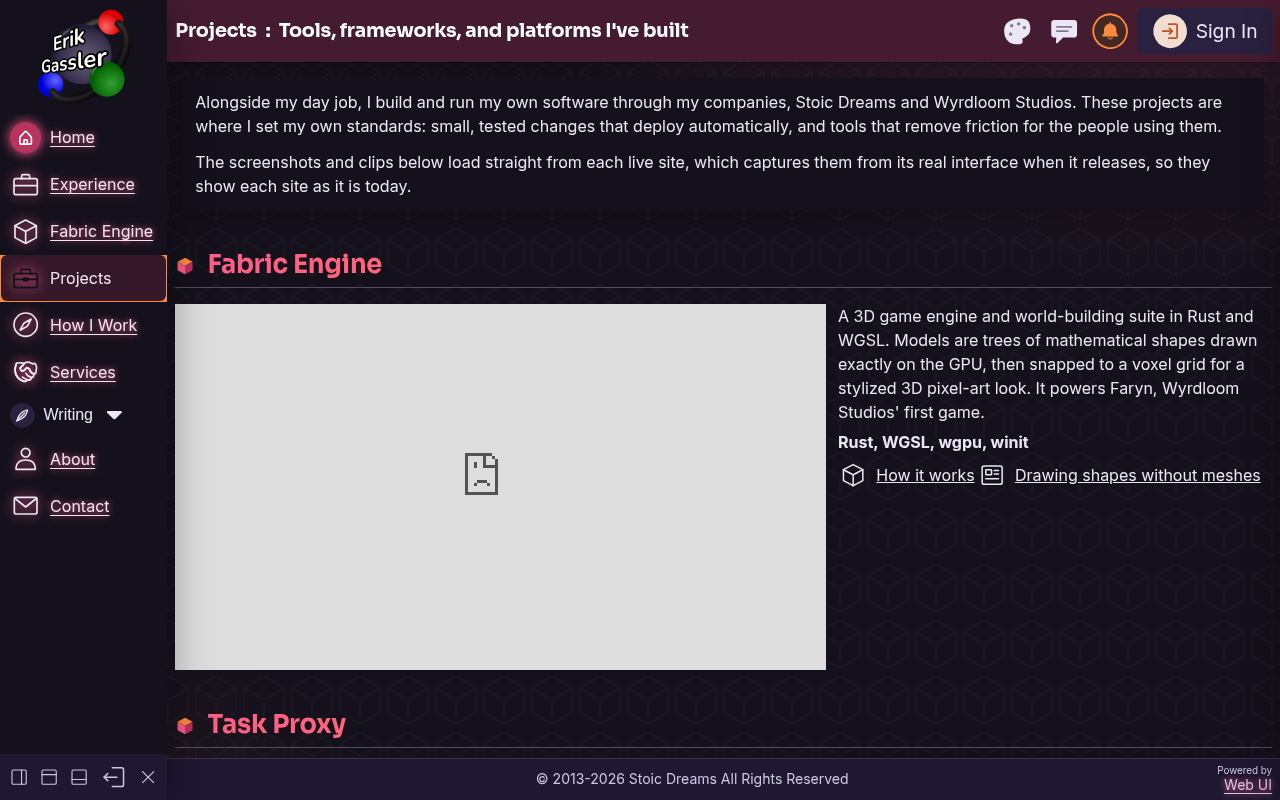 Erik
Gassler
Home
Experience
Fabric Engine
Projects
How I Work
Services
Writing
About
Contact
Projects : Tools, frameworks, and platforms I've built
Sign In
Alongside my day job, I build and run my own software through my companies, Stoic Dreams and Wyrdloom Studios. These projects are
where I set my own standards: small, tested changes that deploy automatically, and tools that remove friction for the people using them.
The screenshots and clips below load straight from each live site, which captures them from its real interface when it releases, so they
show each site as it is today.
Fabric Engine
A 3D game engine and world-building suite in Rust and
WGSL. Models are trees of mathematical shapes drawn
exactly on the GPU, then snapped to a voxel grid for a
stylized 3D pixel-art look. It powers Faryn, Wyrdloom
Studios' first game.
Rust, WGSL, wgpu, winit
How it works
Drawing shapes without meshes
Task Proxy
© 2013-2026 Stoic Dreams All Rights Reserved
Powered by
Web UI